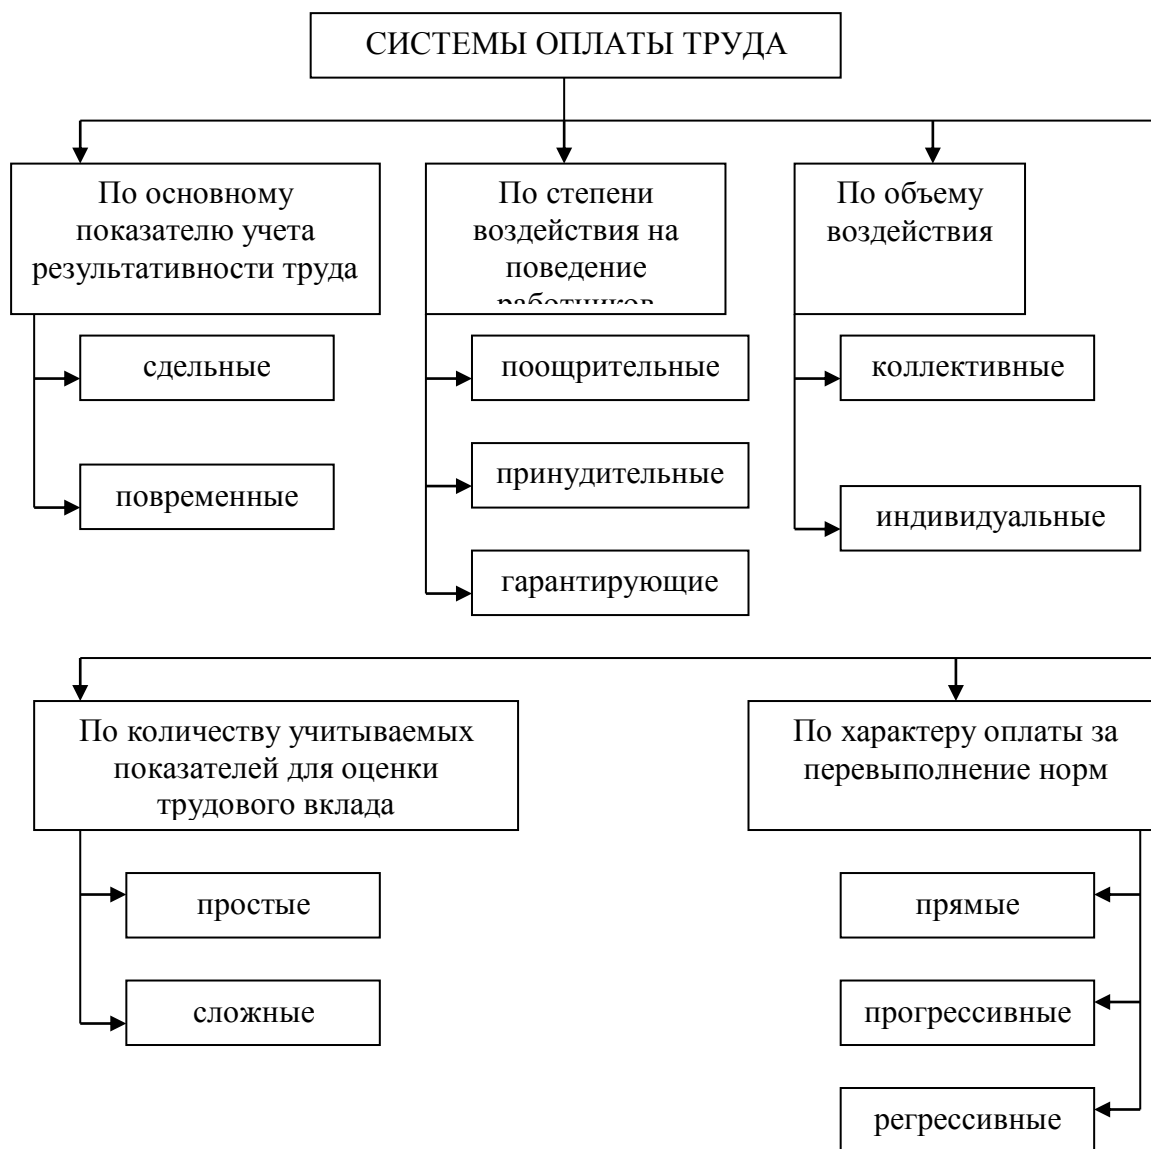 СИСТЕМЫ ОПЛАТЫ ТРУДА
По основному
показателю учета
результативности труда
сдельные
повременные
По степени
воздействия на
поведение
работников
поощрительные
принудительные
гарантирующие
По объему
воздействия
коллективные
индивидуальные
По количеству учитываемых
показателей для оценки
трудового вклада
простые
сложные
По характеру оплаты за
перевыполнение норм
прямые
прогрессивные
регрессивные